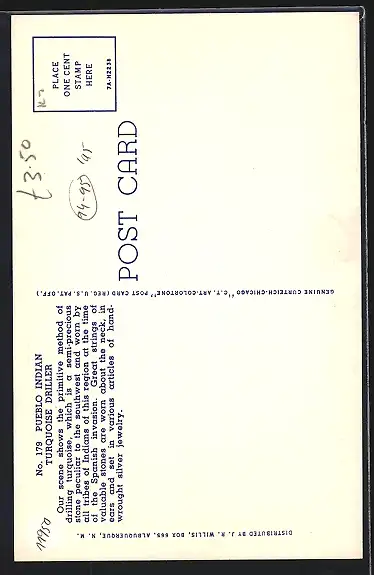 No. 179 PUEBLO INDIAN
TURQUOISE DRILLER
Our scene shows the primitive method of
drilling turquoise, which is a semi-precious
stone peculiar to the southwest and worn by
all tribes of Indians of this region at the time
of the Spanish invasion. Great strings of
valuable stones are worn about the neck, in
ears and set in various articles of hand-
wrought silver jewelry.
DISTRIBUTED BY J. R. WILLIS, BOX 665, ALBUQUERQUE, N. M.
GENUINE CURTEICH-CHICAGO "C.T. ART-COLORTONE" POST CARD (REG. U.S. PAT. OFF.)
POST CARD
PLACE
ONE CENT
STAMP
HERE
7A-H2238
£3.50
94-95) '95
11950